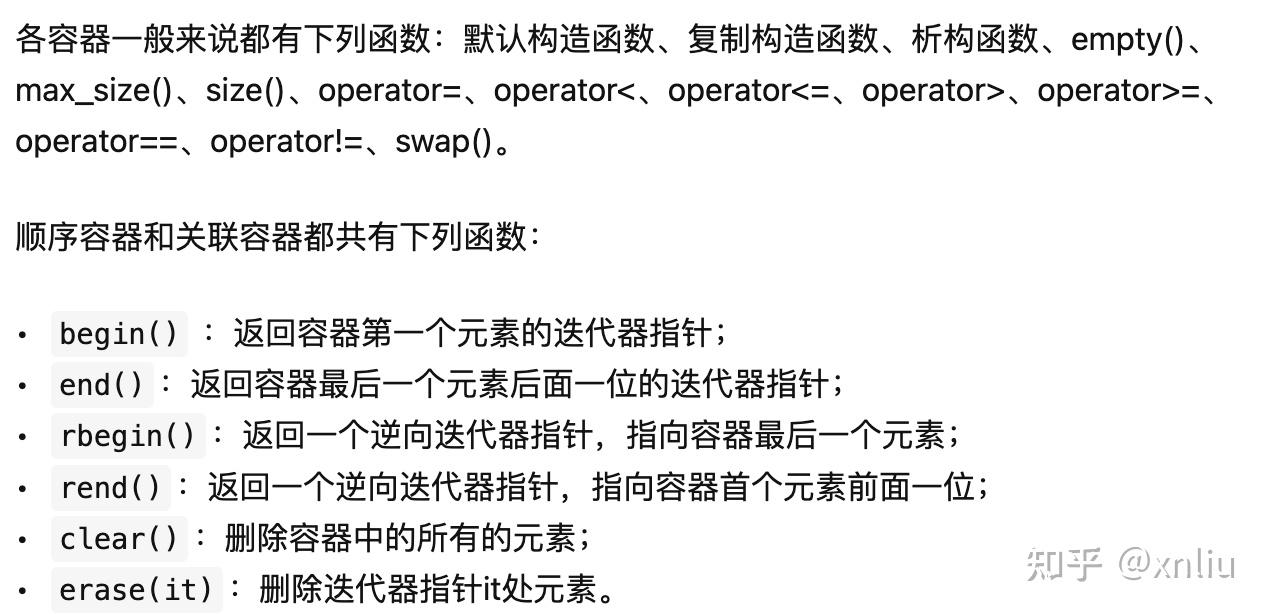 各容器一般来说都有下列函数：默认构造函数、复制构造函数、析构函数、empty()、
max_size()、size()、operator=、operator<、operator<=、operator>、operator>=、
operator==、operator!=、swap()。
顺序容器和关联容器都共有下列函数：
• begin() ：返回容器第一个元素的迭代器指针；
• end()：返回容器最后一个元素后面一位的迭代器指针；
• rbegin()：返回一个逆向迭代器指针，指向容器最后一个元素；
• rend()：返回一个逆向迭代器指针，指向容器首个元素前面一位；
• clear()：删除容器中的所有的元素；
• erase(it)：删除迭代器指针it处元素。
知乎 @xnliu